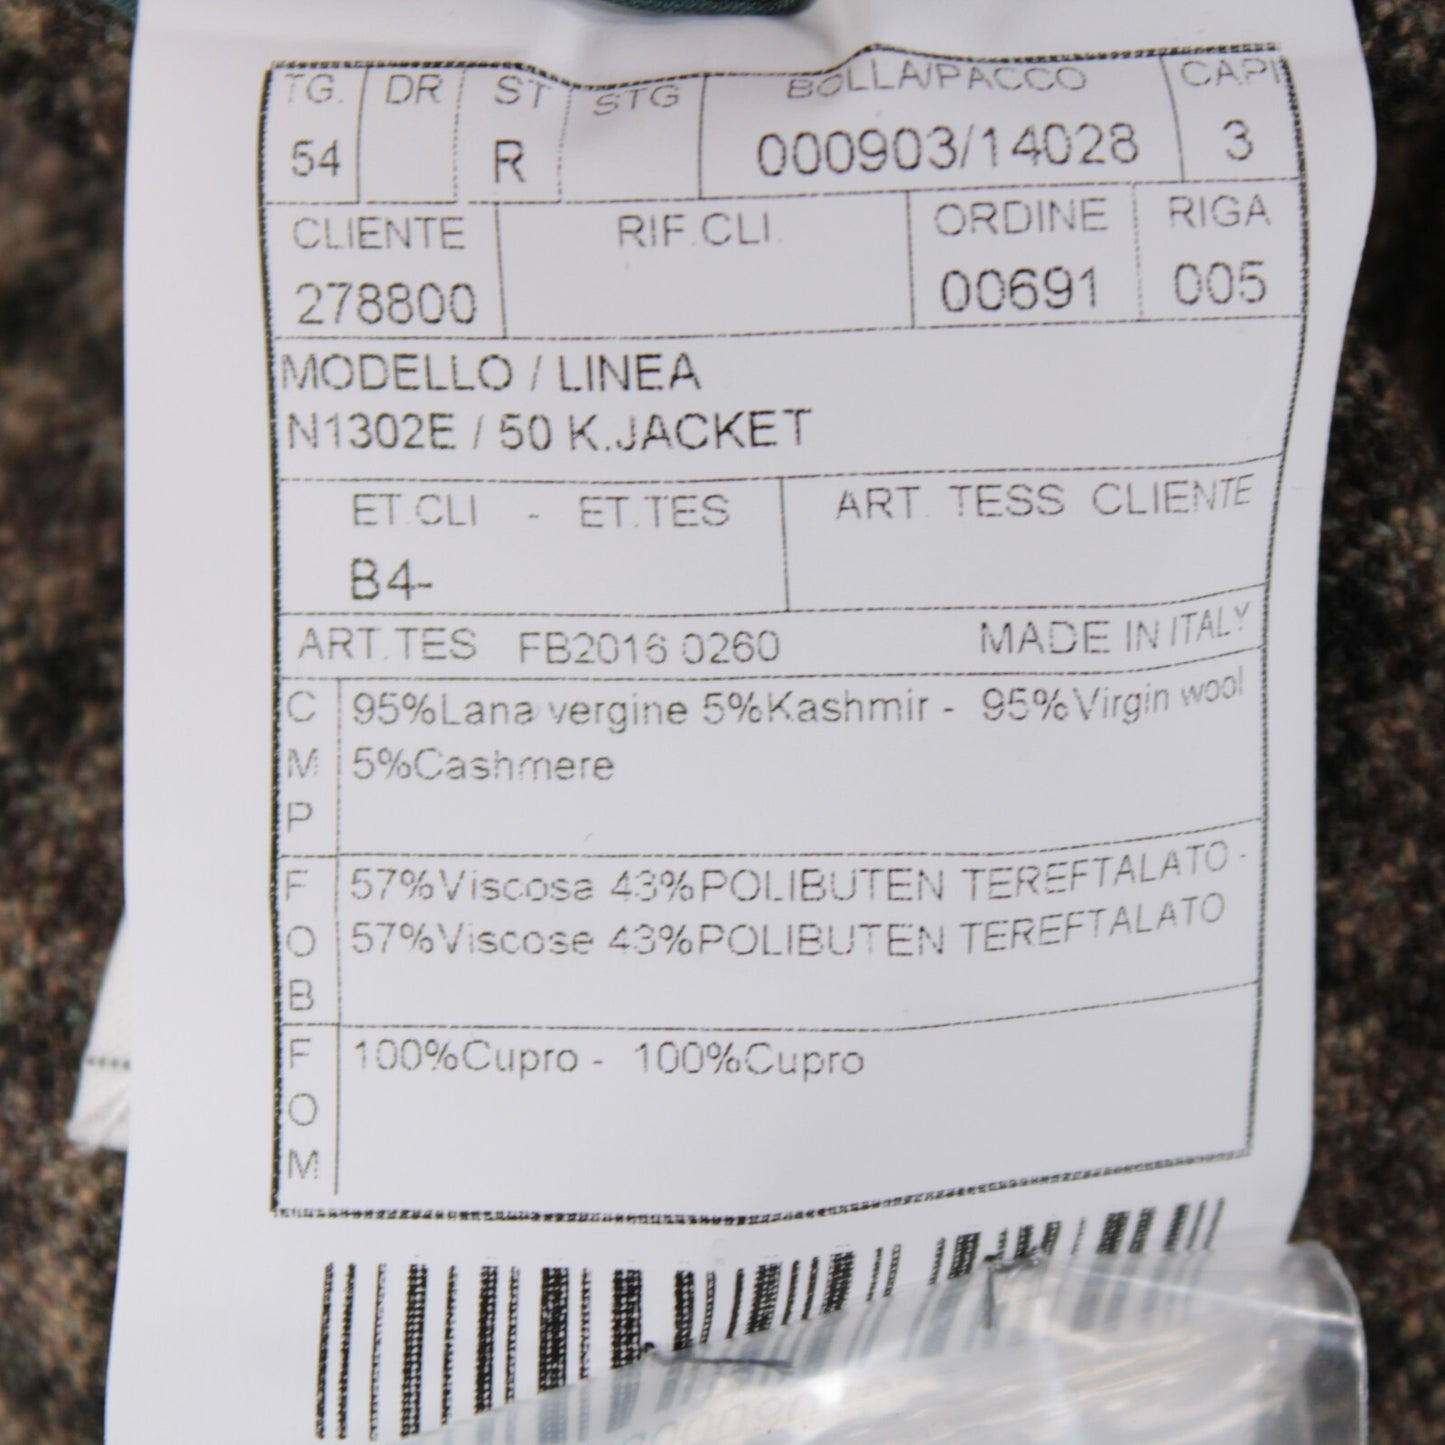 TG. DR ST STG BOLLA/PACCO CAPI
54 R 000903/14028 3
CLIENTE RIF.CLI. ORDINE RIGA
278800 00691 005
MODELLO / LINEA
N1302E / 50 K.JACKET
ET.CLI - ET.TES ART. TESS CLIENTE
B4-
ART.TES FB2016 0260 MADE IN ITALY
CMP
95%Lana vergine 5%Kashmir - 95%Virgin wool
5%Cashmere
FOB
57%Viscosa 43%POLIBUTEN TEREFTALATO -
57%Viscose 43%POLIBUTEN TEREFTALATO
FOM
100%Cupro - 100%Cupro